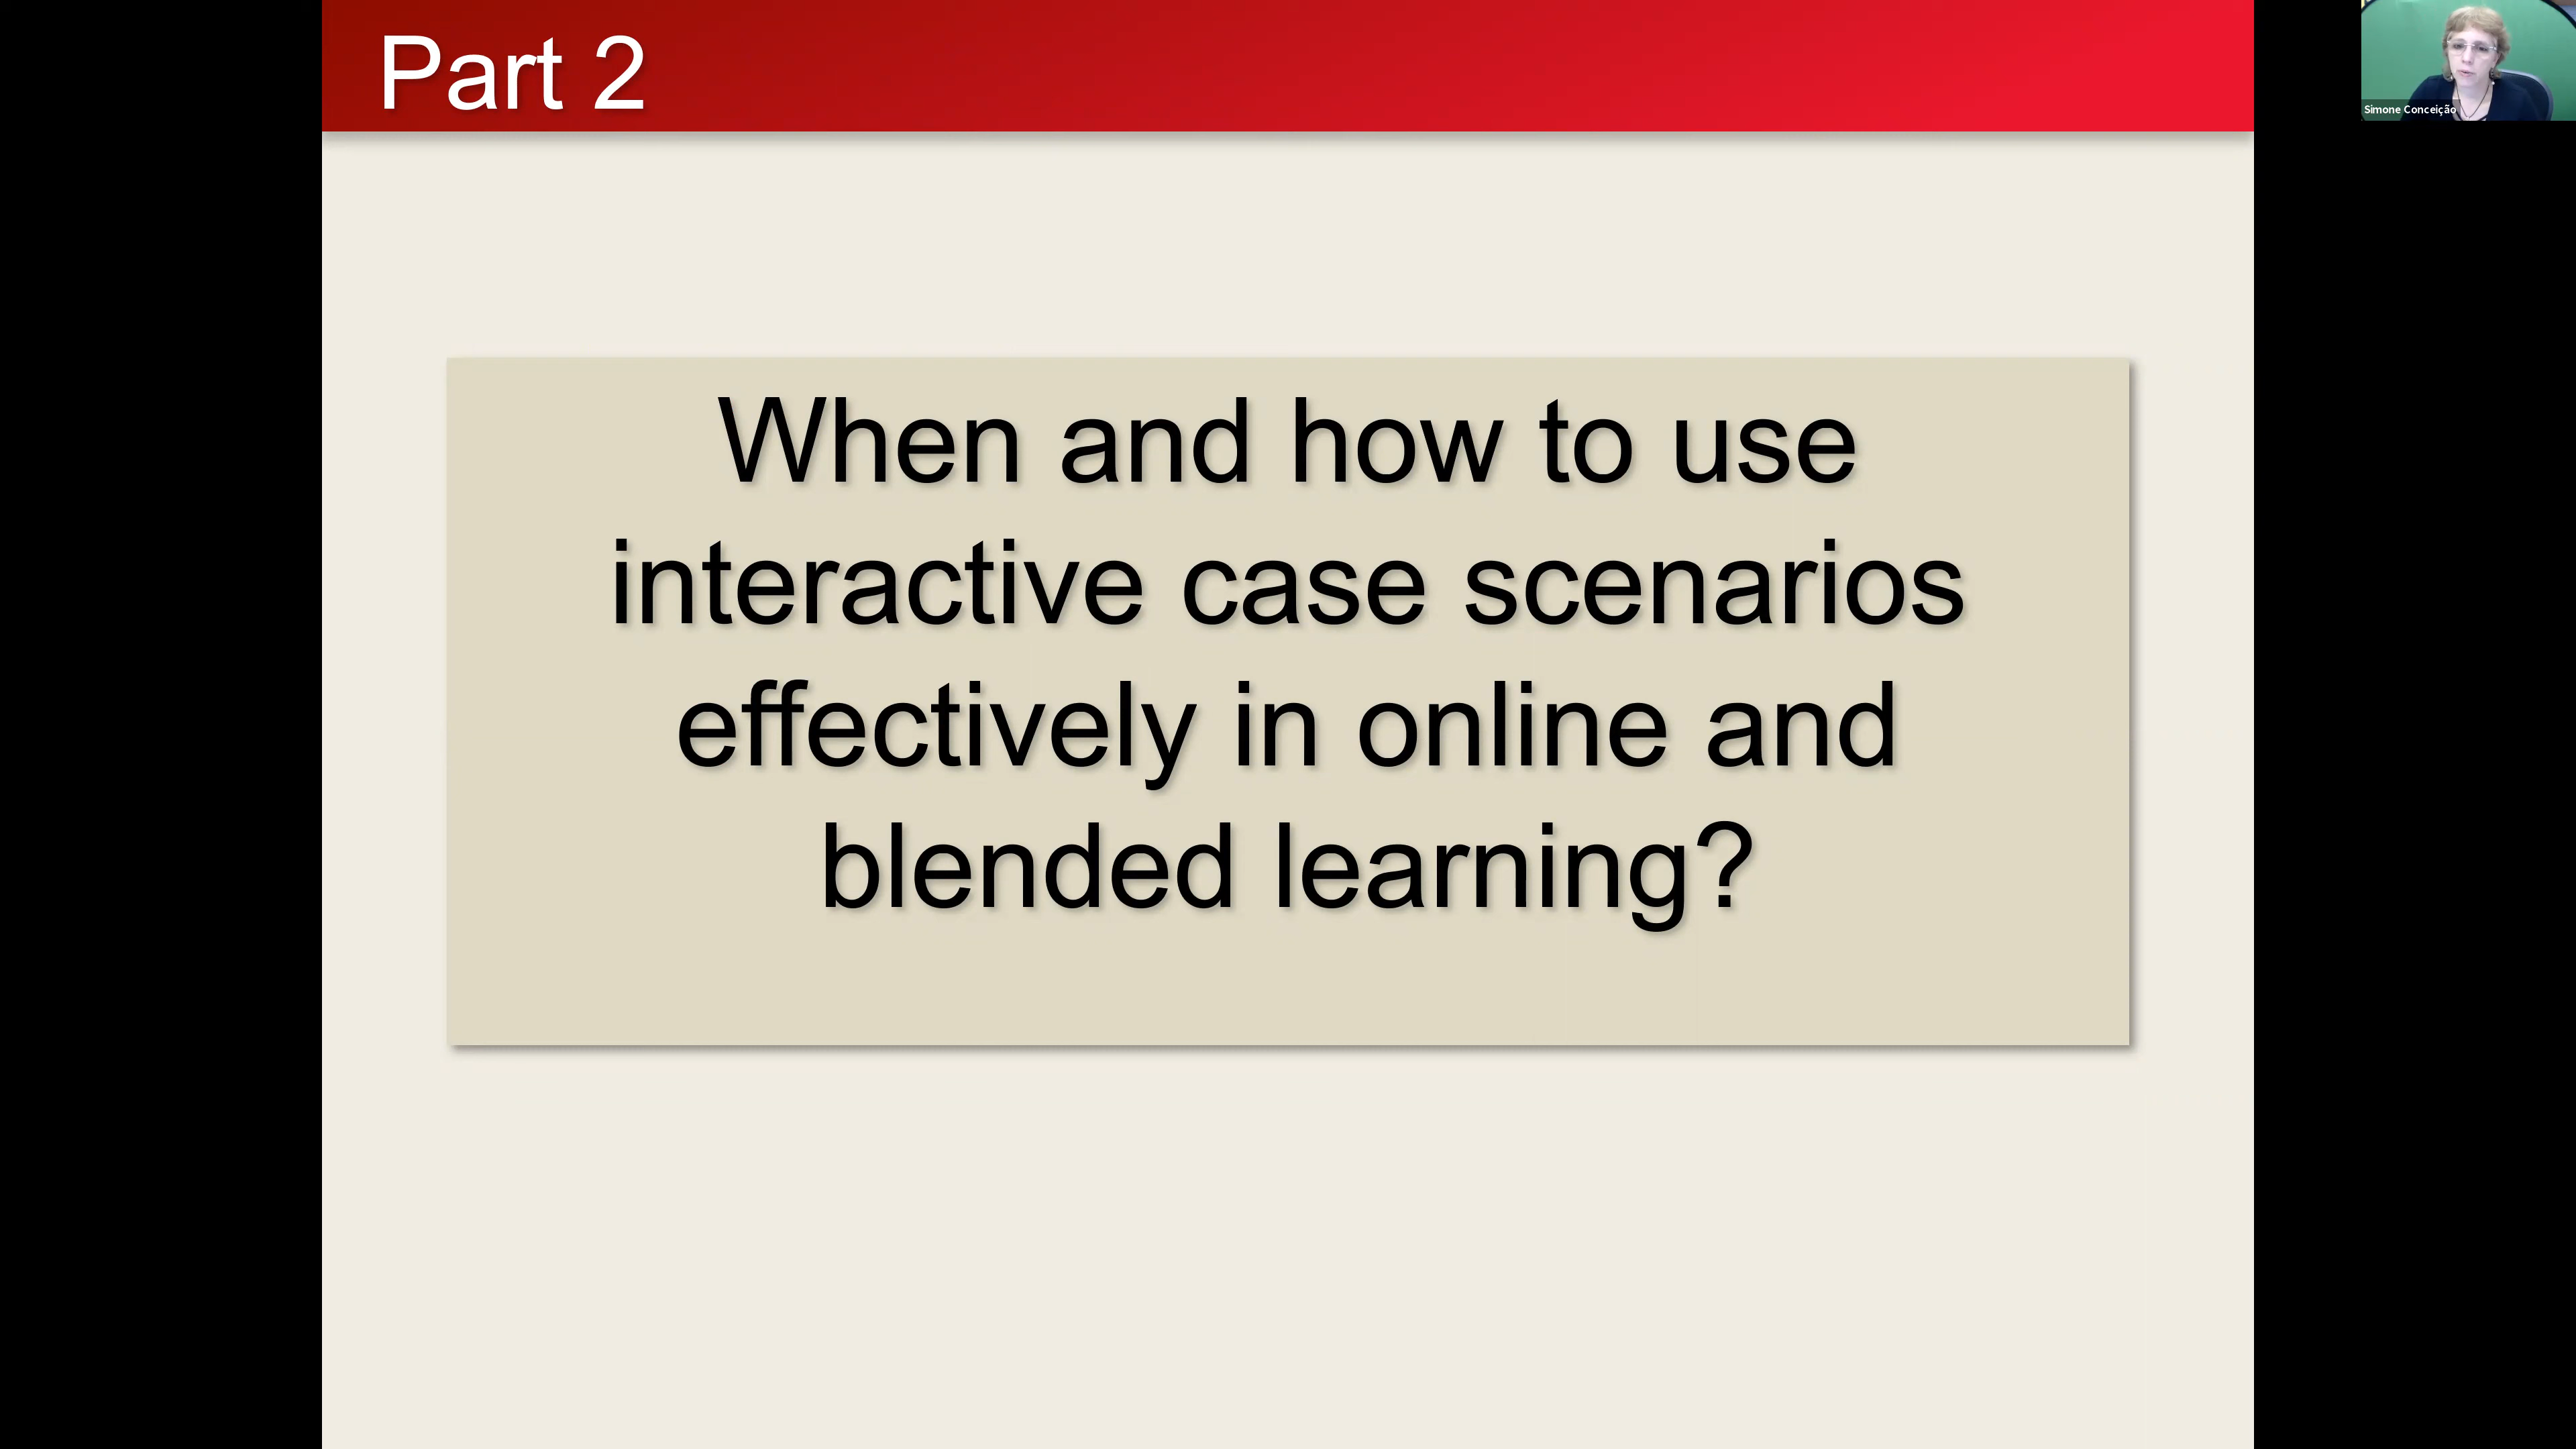 Part 2
Simone Conceição
When and how to use
interactive case scenarios
effectively in online and
blended learning?